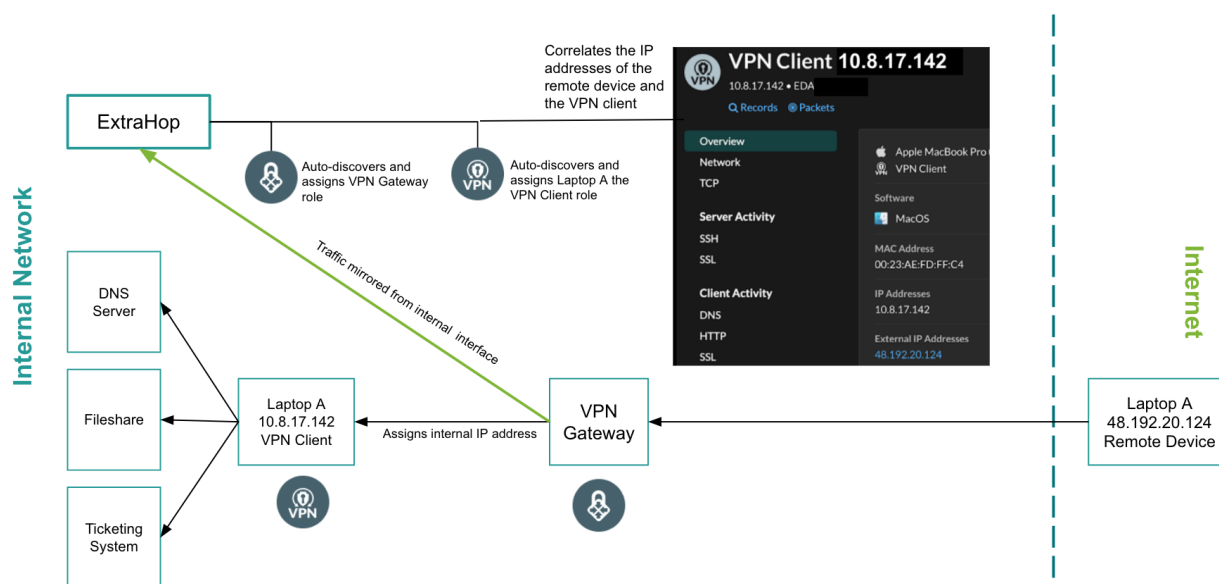 Correlates the IP
addresses of the
remote device and
the VPN client
VPN Client 10.8.17.142
VPN
10.8.17.142 • EDA
Records Packets
Overview
Network
TCP
Server Activity
SSH
SSL
Client Activity
DNS
HTTP
SSL
Apple MacBook Pro
VPN Client
Software
MacOS
MAC Address
00:23:AE:FD:FF:C4
IP Addresses
10.8.17.142
External IP Addresses
48.192.20.124
ExtraHop
Auto-discovers and
assigns VPN Gateway
role
VPN
Auto-discovers and
assigns Laptop A the
VPN Client role
Traffic mirrored from internal interface
Internal Network
Internet
DNS
Server
Fileshare
Ticketing
System
Laptop A
10.8.17.142
VPN Client
VPN
Assigns internal IP address
VPN
Gateway
Laptop A
48.192.20.124
Remote Device